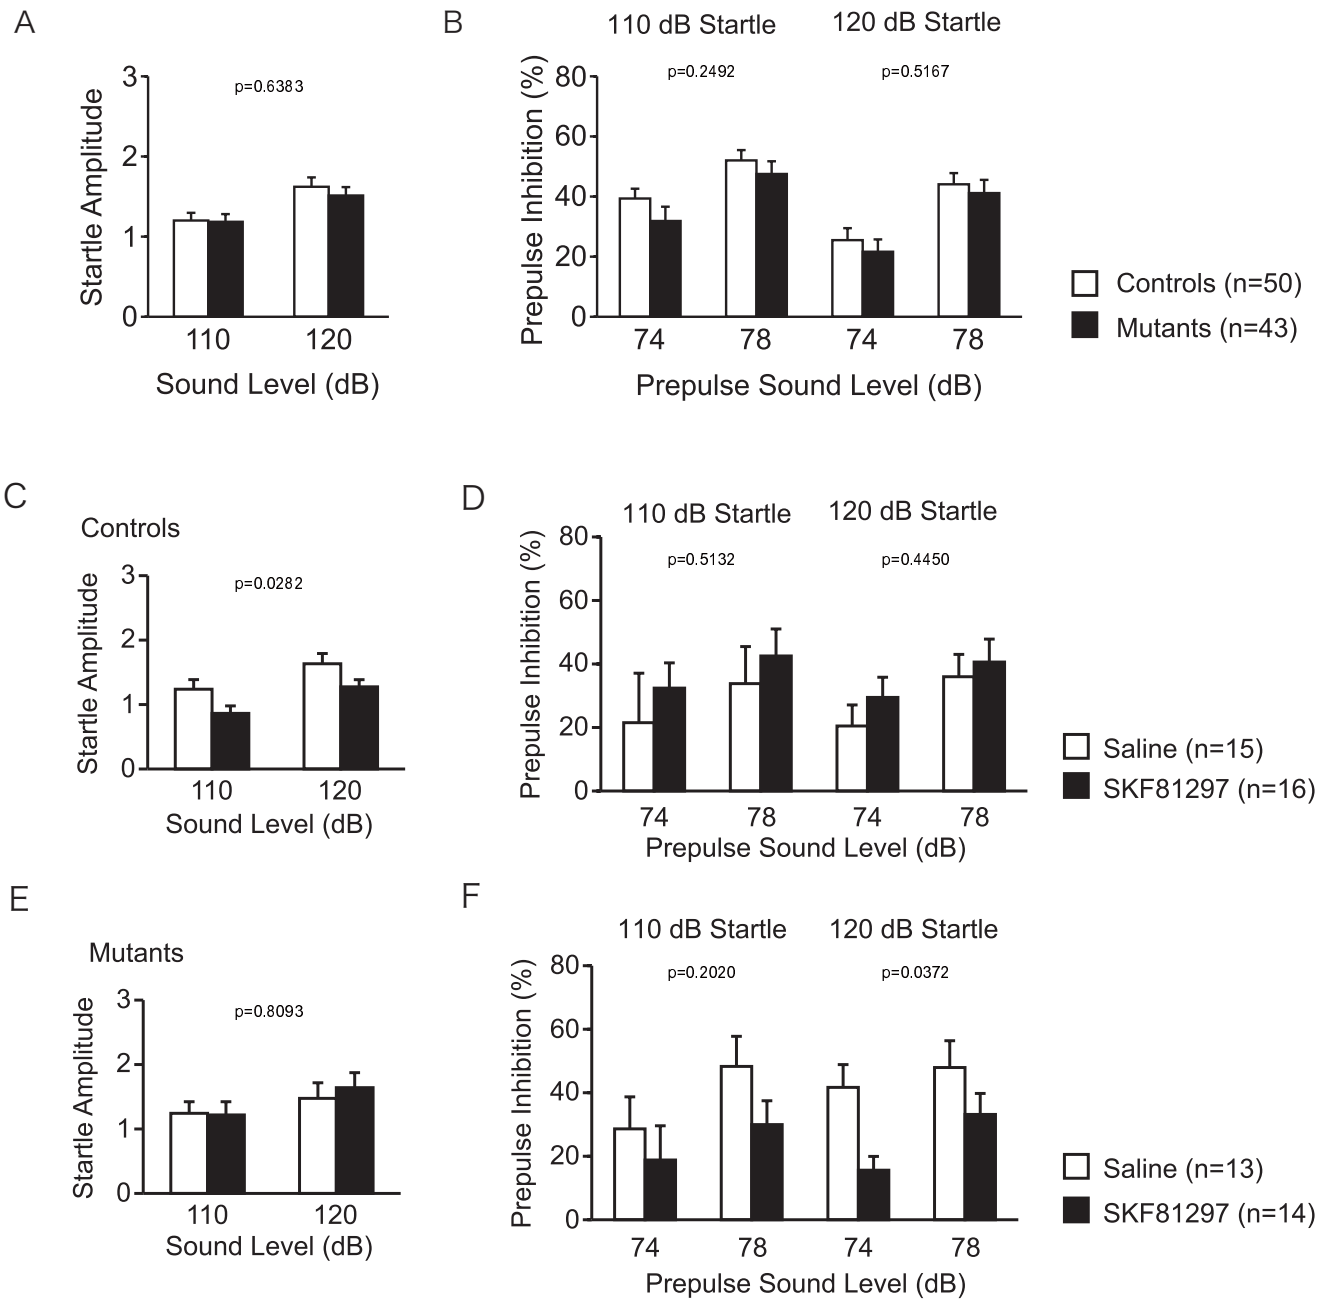 A
p=0.6383
3
2
1
0
Startle Amplitude
110 120
Sound Level (dB)
B
110 dB Startle 120 dB Startle
p=0.2492 p=0.5167
80
60
40
20
0
Prepulse Inhibition (%)
74 78 74 78
Prepulse Sound Level (dB)
Controls (n=50)
Mutants (n=43)
C
Controls
p=0.0282
3
2
1
0
Startle Amplitude
110 120
Sound Level (dB)
D
110 dB Startle 120 dB Startle
p=0.5132 p=0.4450
80
60
40
20
0
Prepulse Inhibition (%)
74 78 74 78
Prepulse Sound Level (dB)
Saline (n=15)
SKF81297 (n=16)
E
Mutants
p=0.8093
3
2
1
0
Startle Amplitude
110 120
Sound Level (dB)
F
110 dB Startle 120 dB Startle
p=0.2020 p=0.0372
80
60
40
20
0
Prepulse Inhibition (%)
74 78 74 78
Prepulse Sound Level (dB)
Saline (n=13)
SKF81297 (n=14)